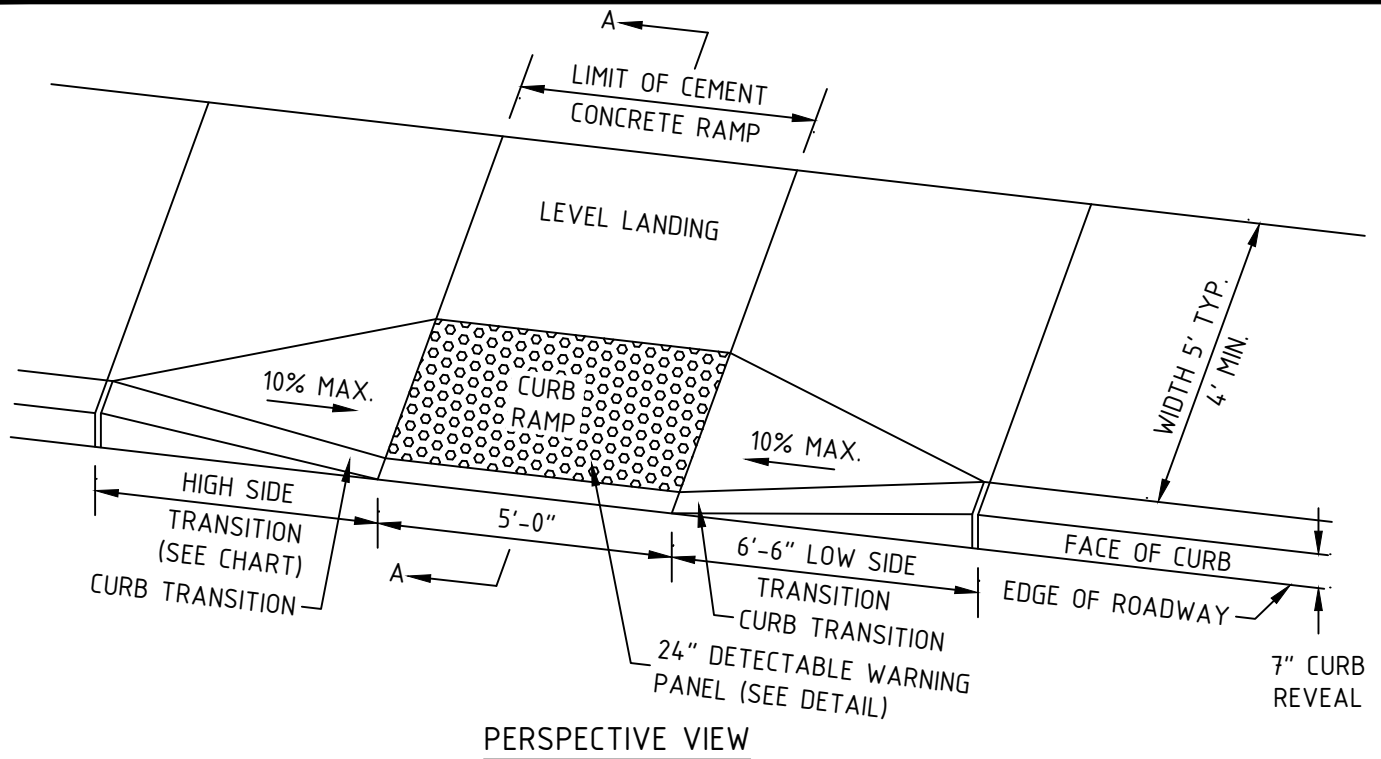 A
LIMIT OF CEMENT
CONCRETE RAMP
LEVEL LANDING
WIDTH 5' TYP.
4' MIN.
10% MAX.
CURB
RAMP
10% MAX.
HIGH SIDE
TRANSITION
(SEE CHART)
CURB TRANSITION
5'-0"
A
6'-6" LOW SIDE
TRANSITION
CURB TRANSITION
FACE OF CURB
EDGE OF ROADWAY
24" DETECTABLE WARNING
PANEL (SEE DETAIL)
7" CURB
REVEAL
PERSPECTIVE VIEW